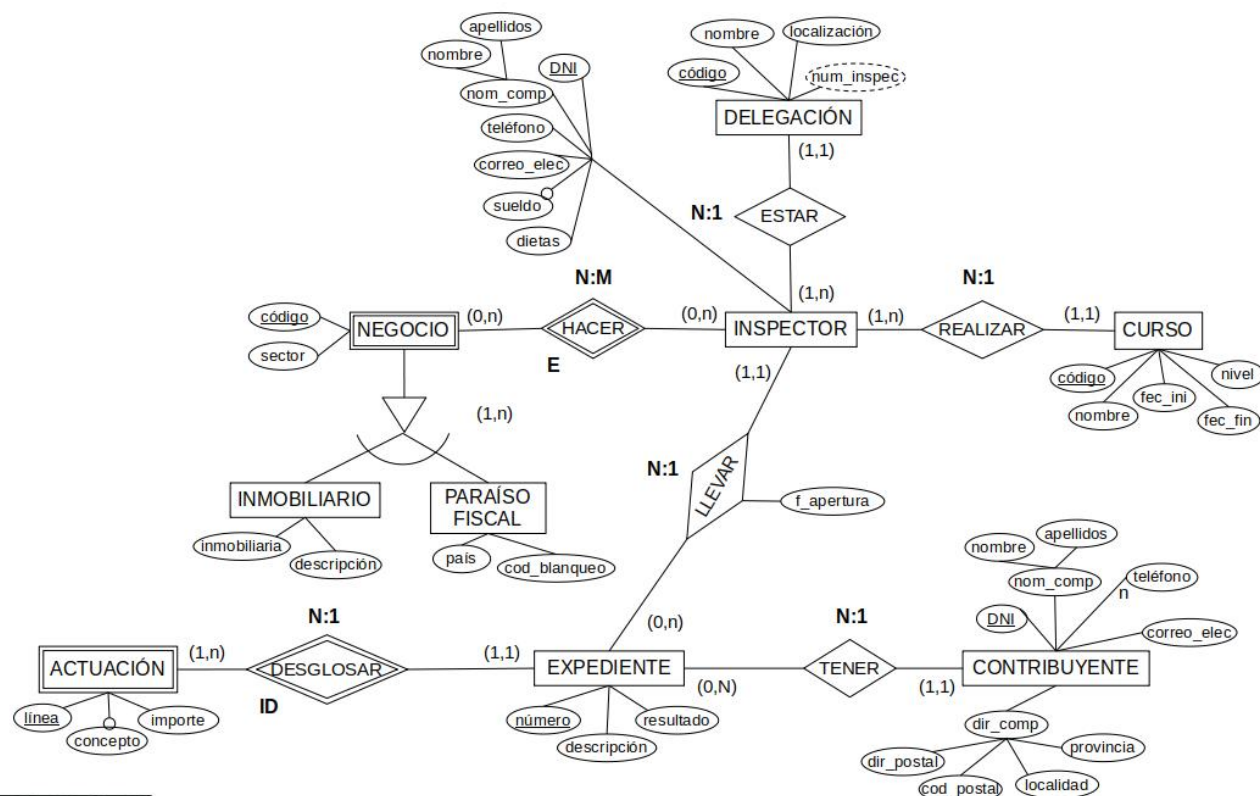 apellidos
nombre
DNI
nom_comp
teléfono
correo_elec
sueldo
dietas
nombre
localización
código
num_inspec
DELEGACIÓN
(1,1)
N:1
ESTAR
(1,n)
N:M
código
sector
NEGOCIO
(0,n)
HACER
E
(0,n)
INSPECTOR
(1,n)
N:1
REALIZAR
(1,1)
CURSO
código
nombre
fec_ini
fec_fin
nivel
(1,n)
INMOBILIARIO
inmobiliaria
descripción
PARAÍSO
FISCAL
país
cod_blanqueo
(1,1)
N:1
LLEVAR
f_apertura
(0,n)
N:1
ACTUACIÓN
(1,n)
DESGLOSAR
(1,1)
ID
línea
concepto
importe
EXPEDIENTE
número
descripción
resultado
(0,N)
N:1
TENER
(1,1)
CONTRIBUYENTE
nombre
apellidos
nom_comp
DNI
teléfono
n
correo_elec
dir_comp
dir_postal
cod_postal
localidad
provincia